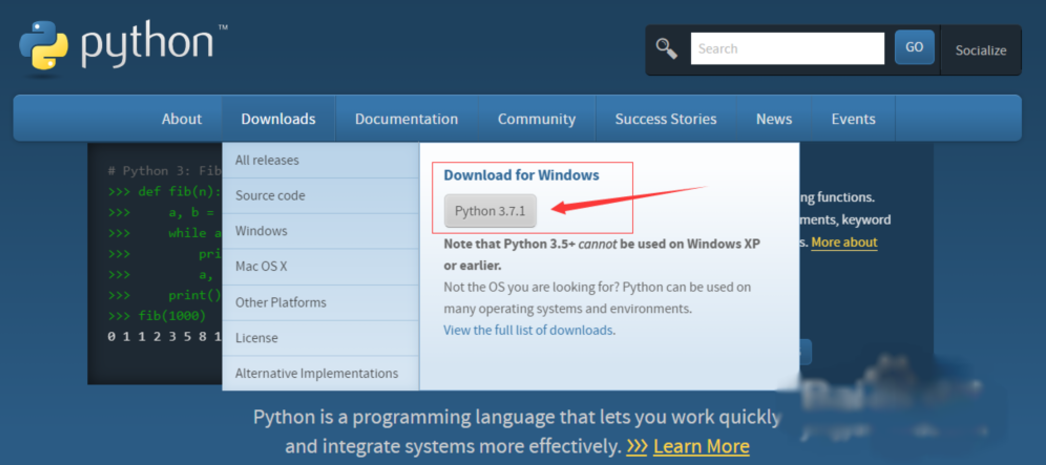 python™
Search
GO
Socialize
About
Downloads
Documentation
Community
Success Stories
News
Events
All releases
Source code
Windows
Mac OS X
Other Platforms
License
Alternative Implementations
Download for Windows
Python 3.7.1
Note that Python 3.5+ cannot be used on Windows XP
or earlier.
Not the OS you are looking for? Python can be used on
many operating systems and environments.
View the full list of downloads.
# Python 3: Fib
>>> def fib(n):
>>> a, b =
>>> while a
>>> pri
>>> a,
>>> print()
>>> fib(1000)
0 1 1 2 3 5 8 1
ng functions.
ments, keyword
s. More about
Python is a programming language that lets you work quickly
and integrate systems more effectively. >>> Learn More